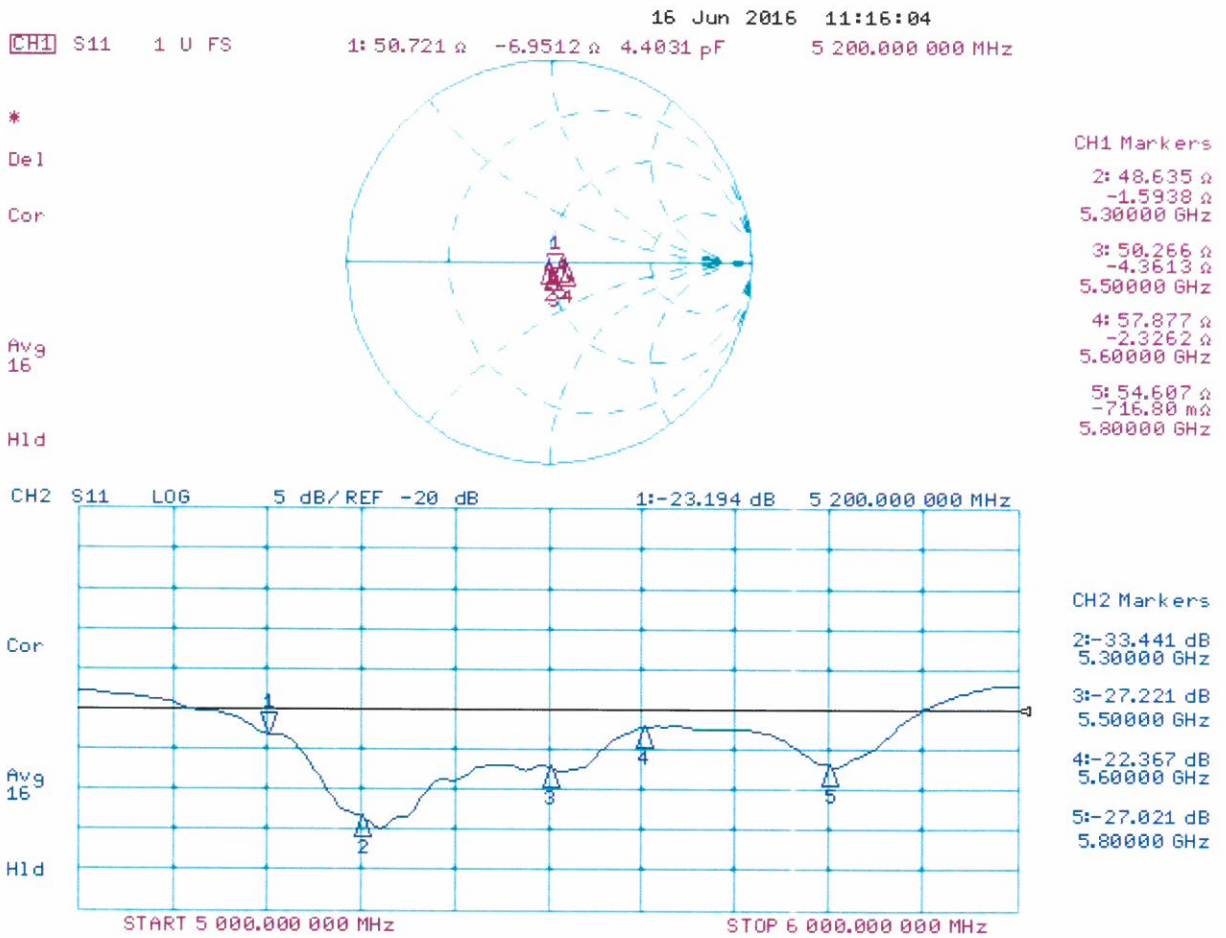 16 Jun 2016 11:16:04
CH1 S11 1 U FS 1: 50.721 Ω -6.9512 Ω 4.4031 pF 5 200.000 000 MHz
*
Del
Cor
Avg
16
Hld
CH1 Markers
2: 48.635 Ω
-1.5938 Ω
5.30000 GHz
3: 50.266 Ω
-4.3613 Ω
5.50000 GHz
4: 57.877 Ω
-2.3262 Ω
5.60000 GHz
5: 54.607 Ω
-716.80 mΩ
5.80000 GHz
1
4
CH2 S11 LOG 5 dB/REF -20 dB 1:-23.194 dB 5 200.000 000 MHz
Cor
Avg
16
Hld
1
2
3
4
5
CH2 Markers
2:-33.441 dB
5.30000 GHz
3:-27.221 dB
5.50000 GHz
4:-22.367 dB
5.60000 GHz
5:-27.021 dB
5.80000 GHz
START 5 000.000 000 MHz STOP 6 000.000 000 MHz